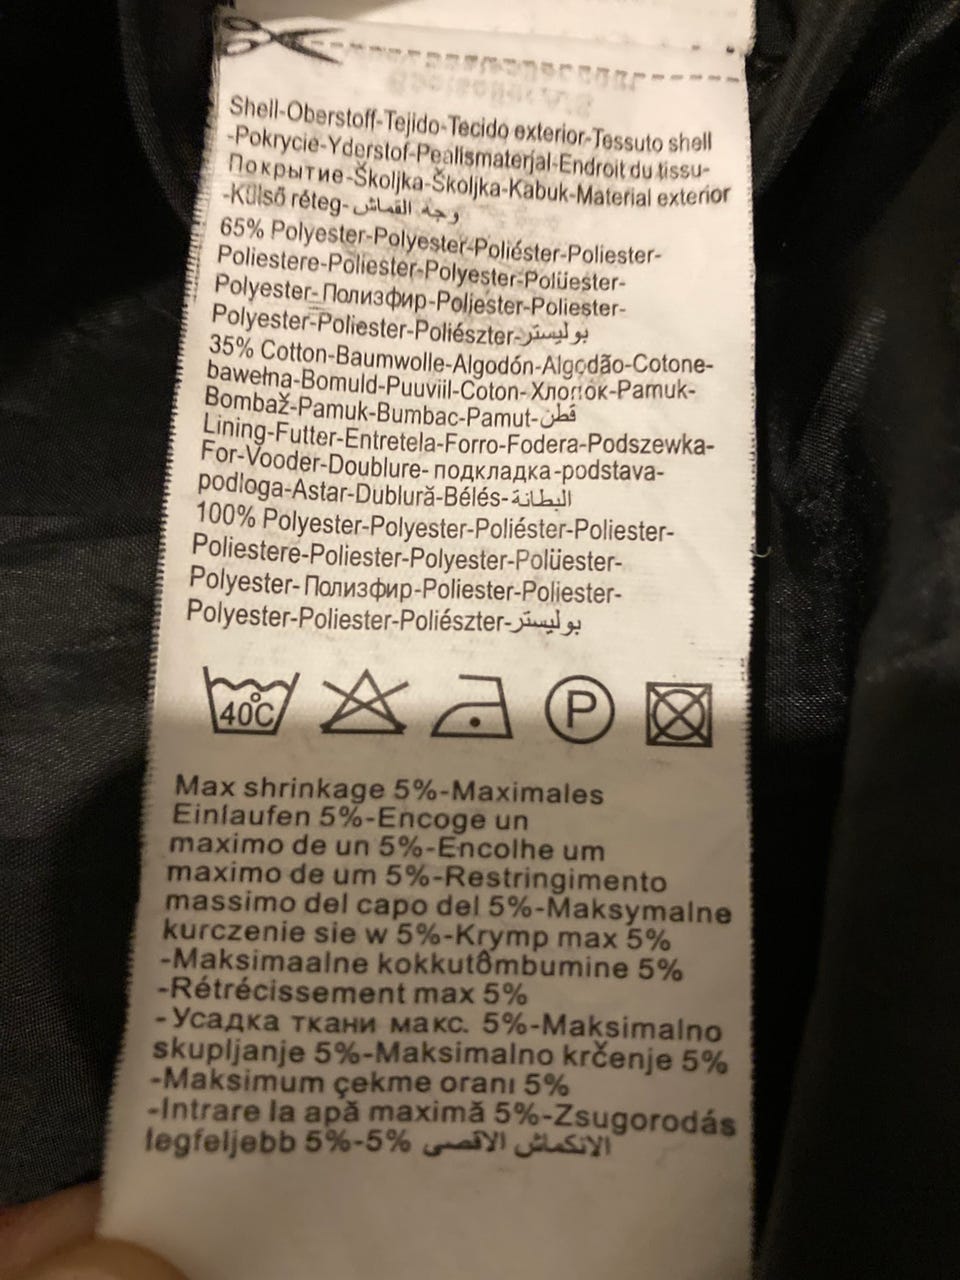 Shell-Oberstoff-Tejido-Tecido exterior-Tessuto shell
-Pokrycie-Yderstof-Pealismaterjal-Endroit du tissu-
Покрытие-Školjka-Školjka-Kabuk-Material exterior
-Külső réteg-وجه القماش
65% Polyester-Polyester-Poliéster-Poliester-
Poliestere-Poliester-Polyester-Polüester-
Polyester-Полизфир-Poliester-Poliester-
Polyester-Poliester-Poliészter-بوليستر
35% Cotton-Baumwolle-Algodón-Algodão-Cotone-
bawełna-Bomuld-Puuviil-Coton-Хлопок-Pamuk-
Bombaž-Pamuk-Bumbac-Pamut-قطن
Lining-Futter-Entretela-Forro-Fodera-Podszewka-
For-Vooder-Doublure-подкладка-podstava-
podloga-Astar-Dublură-Bélés-البطانة
100% Polyester-Polyester-Poliéster-Poliester-
Poliestere-Poliester-Polyester-Polüester-
Polyester-Полизфир-Poliester-Poliester-
Polyester-Poliester-Poliészter-بوليستر
40°C P
Max shrinkage 5%-Maximales
Einlaufen 5%-Encoge un
maximo de un 5%-Encolhe um
maximo de um 5%-Restringimento
massimo del capo del 5%-Maksymalne
kurczenie sie w 5%-Krymp max 5%
-Maksimaalne kokkutômbumine 5%
-Rétrécissement max 5%
-Усадка ткани макс. 5%-Maksimalno
skupljanje 5%-Maksimalno krčenje 5%
-Maksimum çekme oranı 5%
-Intrare la apă maximă 5%-Zsugorodás
legfeljebb 5%-5% الانكماش الاقصى